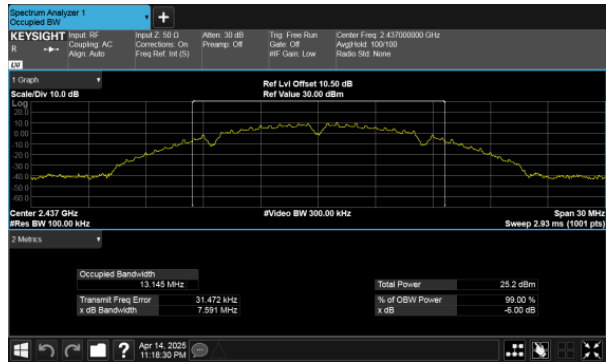 Spectrum Analyzer 1
Occupied BW
KEYSIGHT Input: RF Input Z: 50 Ω Atten: 30 dB Trig: Free Run Center Freq: 2.437000000 GHz
R Coupling: AC Corrections: On Preamp: Off Gate: Off Avg|Hold: 100/100
Align: Auto Freq Ref: Int (S) #IF Gain: Low Radio Std: None
LXI
1 Graph
Ref Lvl Offset 10.50 dB
Scale/Div 10.0 dB Ref Value 30.00 dBm
Log
20.0
10.0
0.00
-10.0
-20.0
-30.0
-40.0
-50.0
-60.0
Center 2.437 GHz #Video BW 300.00 kHz Span 30 MHz
#Res BW 100.00 kHz Sweep 2.93 ms (1001 pts)
2 Metrics
Occupied Bandwidth
13.145 MHz Total Power 25.2 dBm
Transmit Freq Error 31.472 kHz % of OBW Power 99.00 %
x dB Bandwidth 7.591 MHz x dB -6.00 dB
? Apr 14, 2025
11:18:30 PM